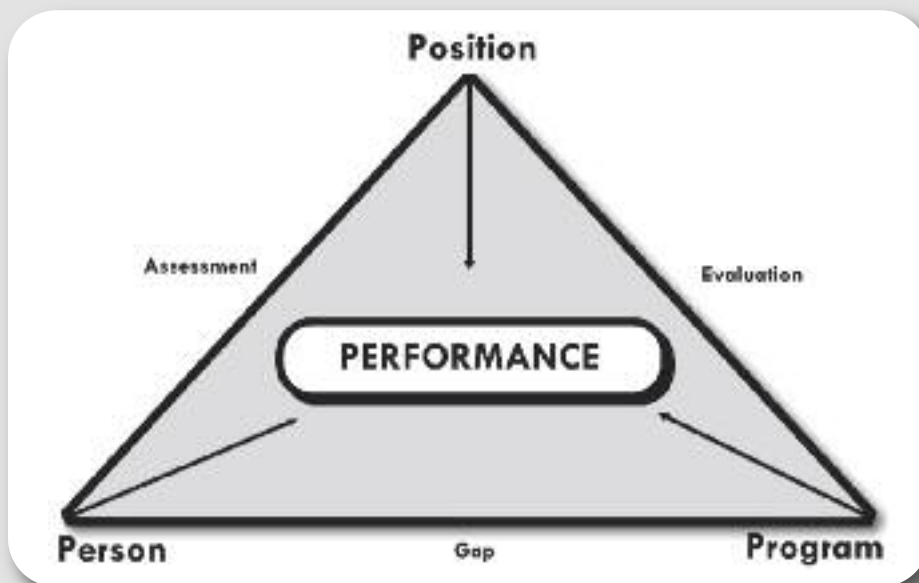 Position
Assessment
Evaluation
PERFORMANCE
Person
Gap
Program